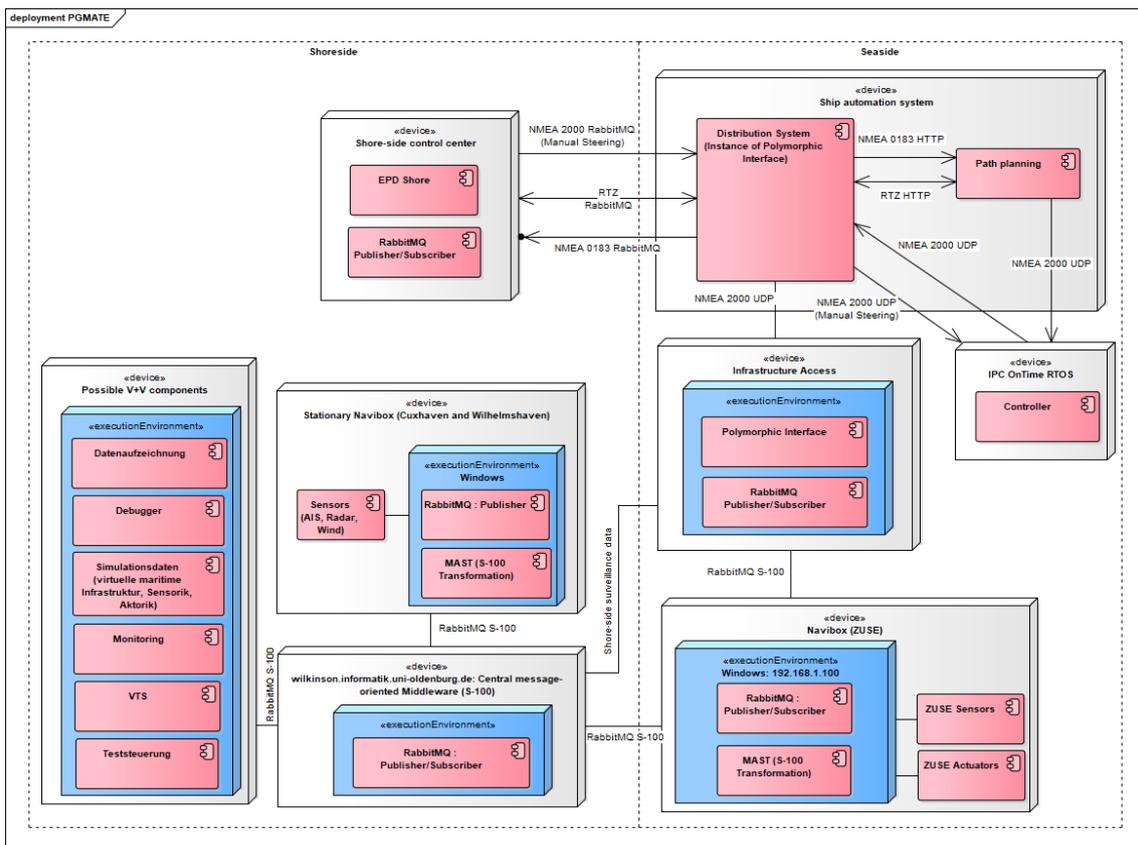 deployment PGMATE
Shoreside
Seaside
«device»
Shore-side control center
EPD Shore
RabbitMQ
Publisher/Subscriber
NMEA 2000 RabbitMQ
(Manual Steering)
RTZ
RabbitMQ
NMEA 0183 RabbitMQ
«device»
Ship automation system
Distribution System
(Instance of Polymorphic
Interface)
NMEA 0183 HTTP
RTZ HTTP
Path planning
NMEA 2000 UDP
NMEA 2000 UDP
NMEA 2000 UDP
NMEA 2000 UDP
(Manual Steering)
«device»
IPC OnTime RTOS
Controller
«device»
Infrastructure Access
«executionEnvironment»
Polymorphic Interface
RabbitMQ
Publisher/Subscriber
«device»
Possible V+V components
«executionEnvironment»
Datenaufzeichnung
Debugger
Simulationsdaten
(virtuelle maritime
Infrastruktur, Sensorik,
Aktorik)
Monitoring
VTS
Teststeuerung
«device»
Stationary Navibox (Cuxhaven and Wilhelmshaven)
Sensors
(AIS, Radar,
Wind)
«executionEnvironment»
Windows
RabbitMQ : Publisher
MAST (S-100
Transformation)
RabbitMQ S-100
Shore-side surveillance data
RabbitMQ S-100
RabbitMQ S-100
«device»
wilkinson.informatik.uni-oldenburg.de: Central message-
oriented Middleware (S-100)
«executionEnvironment»
RabbitMQ :
Publisher/Subscriber
RabbitMQ S-100
«device»
Navibox (ZUSE)
«executionEnvironment»
Windows: 192.168.1.100
RabbitMQ :
Publisher/Subscriber
MAST (S-100
Transformation)
ZUSE Sensors
ZUSE Actuators